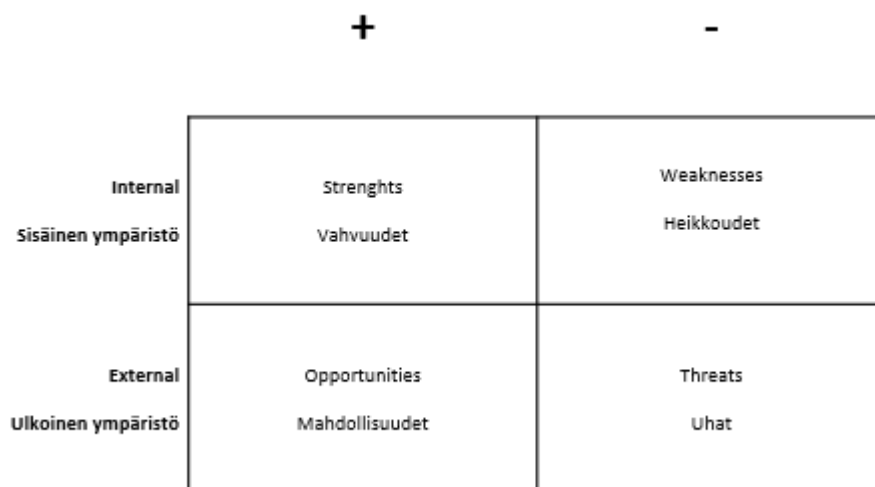 + -
Internal Strenghts Weaknesses
Sisäinen ympäristö Vahvuudet Heikkoudet
External Opportunities Threats
Ulkoinen ympäristö Mahdollisuudet Uhat